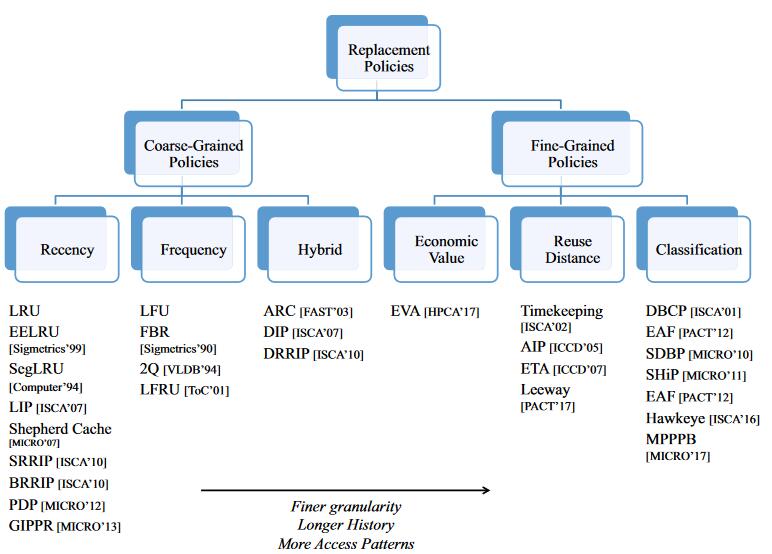 Replacement
Policies
Coarse-Grained
Policies
Fine-Grained
Policies
Recency
Frequency
Hybrid
Economic
Value
Reuse
Distance
Classification
LRU
EELRU
[Sigmetrics'99]
SegLRU
[Computer'94]
LIP [ISCA'07]
Shepherd Cache
[MICRO'07]
SRRIP [ISCA'10]
BRRIP [ISCA'10]
PDP [MICRO'12]
GIPPR [MICRO'13]
LFU
FBR
[Sigmetrics'90]
2Q [VLDB'94]
LFRU [ToC'01]
ARC [FAST'03]
DIP [ISCA'07]
DRRIP [ISCA'10]
EVA [HPCA'17]
Timekeeping
[ISCA'02]
AIP [ICCD'05]
ETA [ICCD'07]
Leeway
[PACT'17]
DBCP [ISCA'01]
EAF [PACT'12]
SDBP [MICRO'10]
SHiP [MICRO'11]
EAF [PACT'12]
Hawkeye [ISCA'16]
MPPPB
[MICRO'17]
Finer granularity
Longer History
More Access Patterns